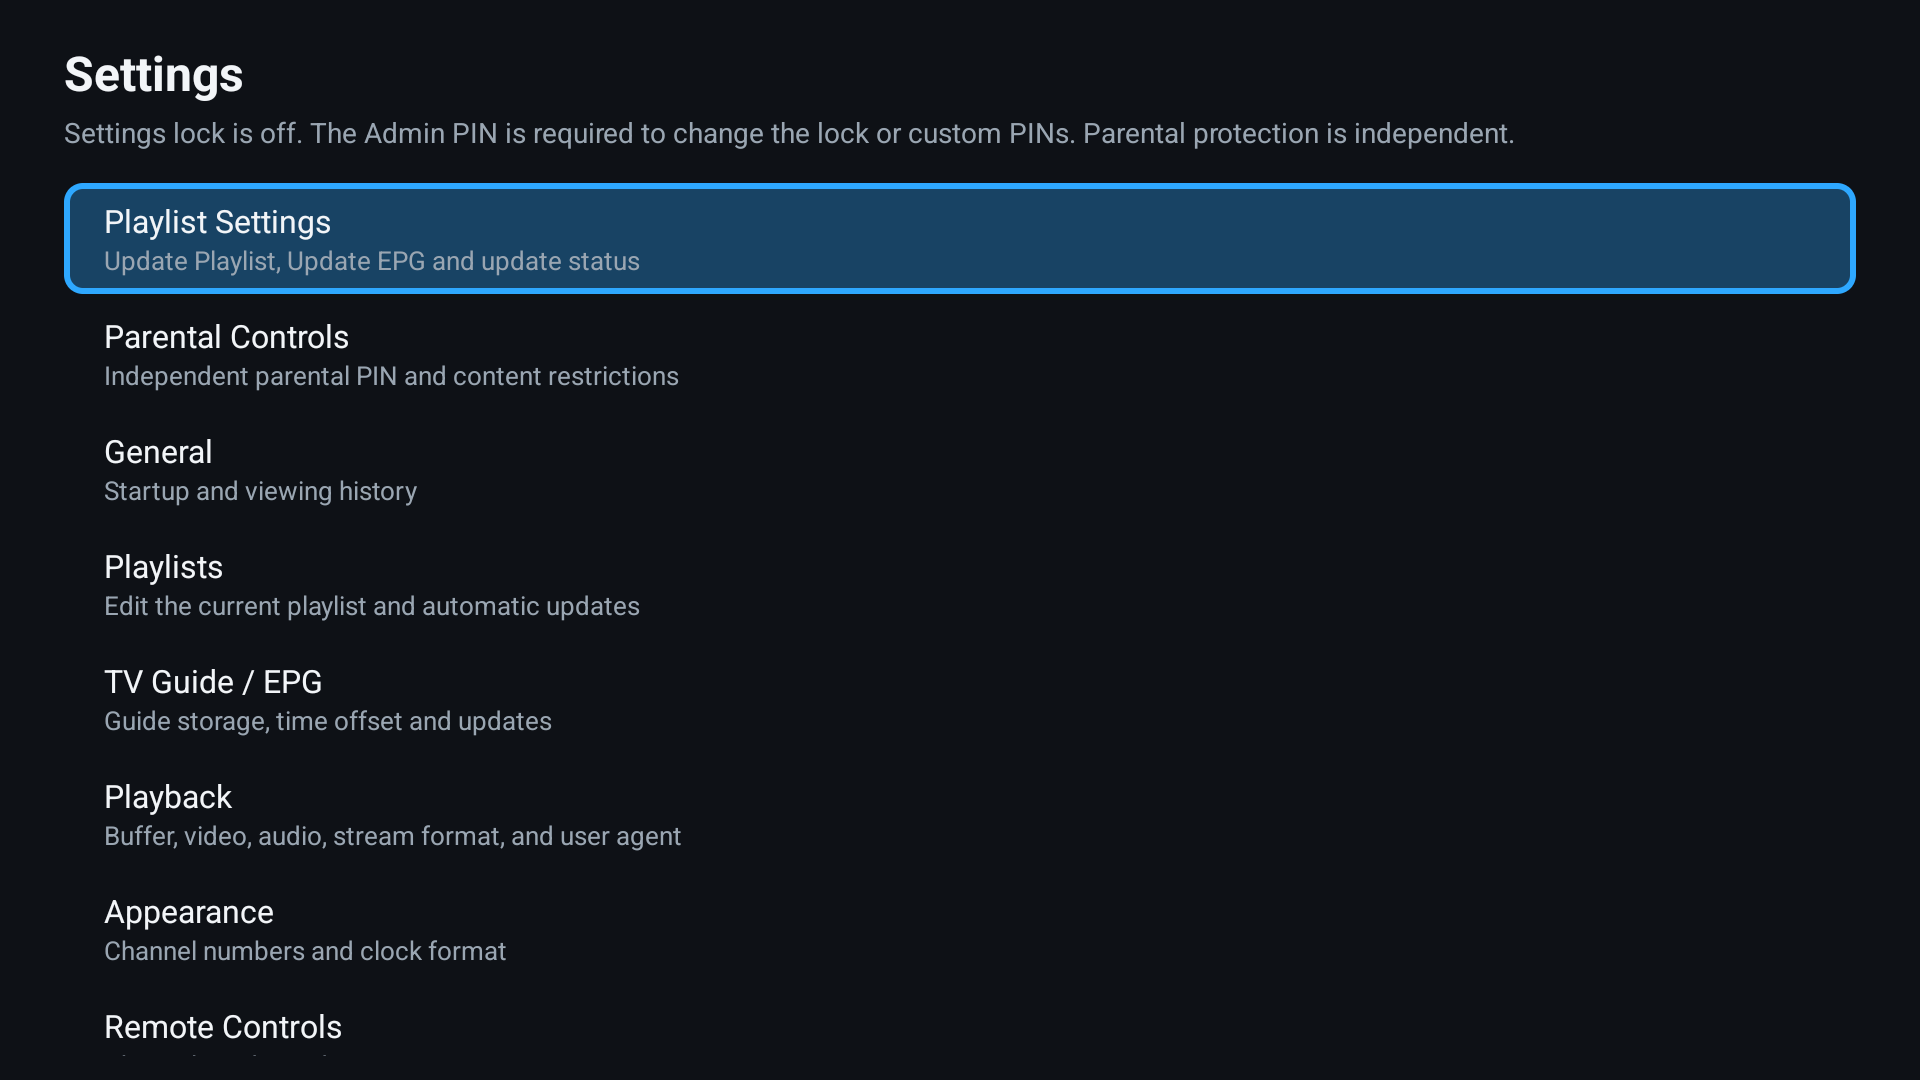 Settings
Settings lock is off. The Admin PIN is required to change the lock or custom PINs. Parental protection is independent.
Playlist Settings
Update Playlist, Update EPG and update status
Parental Controls
Independent parental PIN and content restrictions
General
Startup and viewing history
Playlists
Edit the current playlist and automatic updates
TV Guide / EPG
Guide storage, time offset and updates
Playback
Buffer, video, audio, stream format, and user agent
Appearance
Channel numbers and clock format
Remote Controls